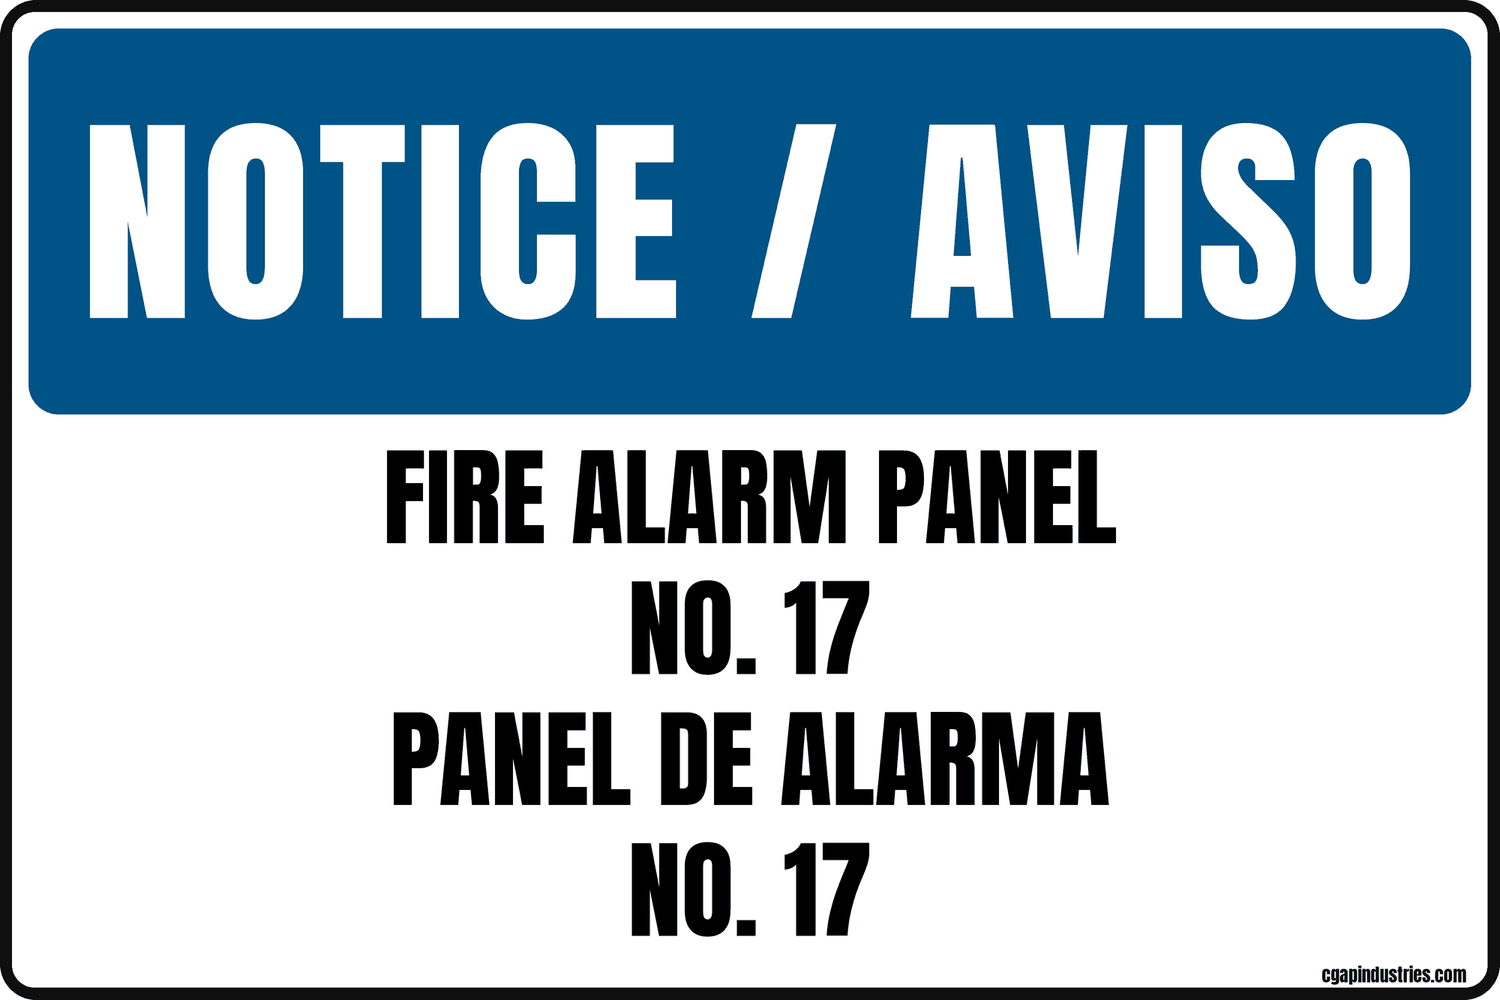 NOTICE / AVISO
FIRE ALARM PANEL
NO. 17
PANEL DE ALARMA
NO. 17
cgapindustries.com